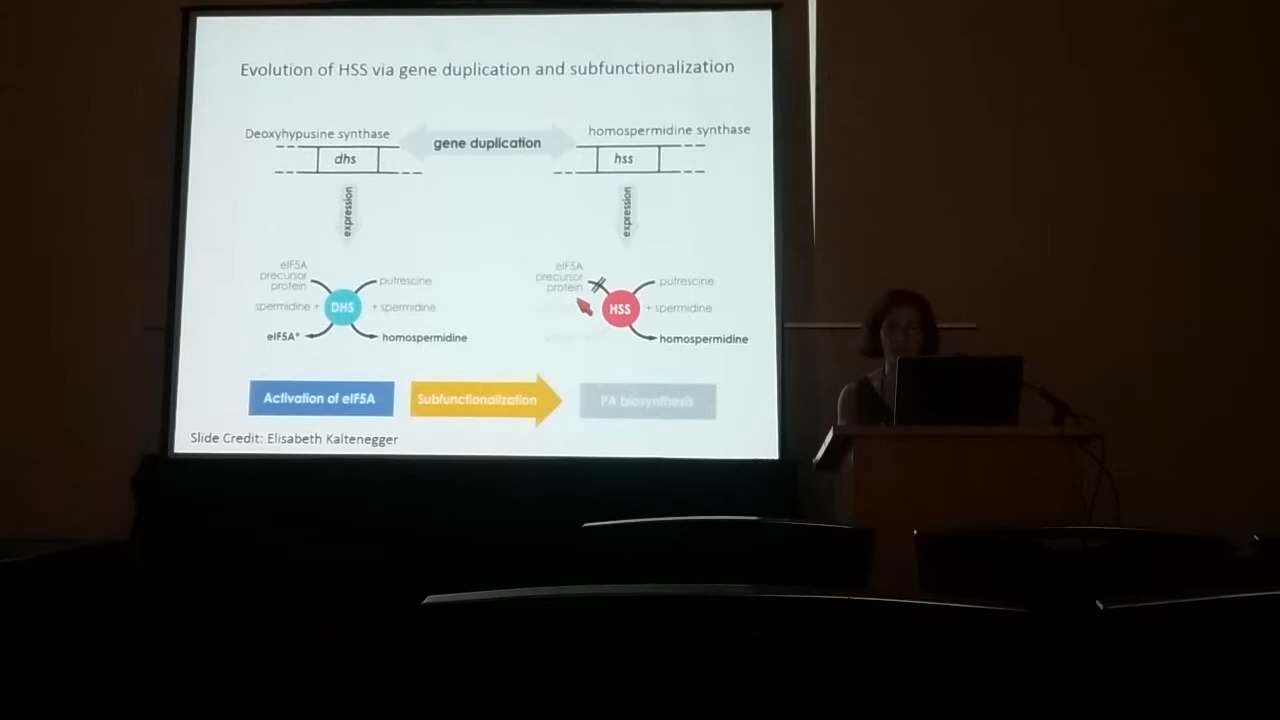 Evolution of HSS via gene duplication and subfunctionalization
Deoxyhypusine synthase
gene duplication
homospermidine synthase
dhs
hss
expression
expression
eIF5A
precursor
protein
putrescine
spermidine +
DHS
+ spermidine
eIF5A*
homospermidine
eIF5A
precursor
protein
putrescine
HSS
+ spermidine
homospermidine
Activation of eIF5A
Subfunctionalization
PA biosynthesis
Slide Credit: Elisabeth Kaltenegger